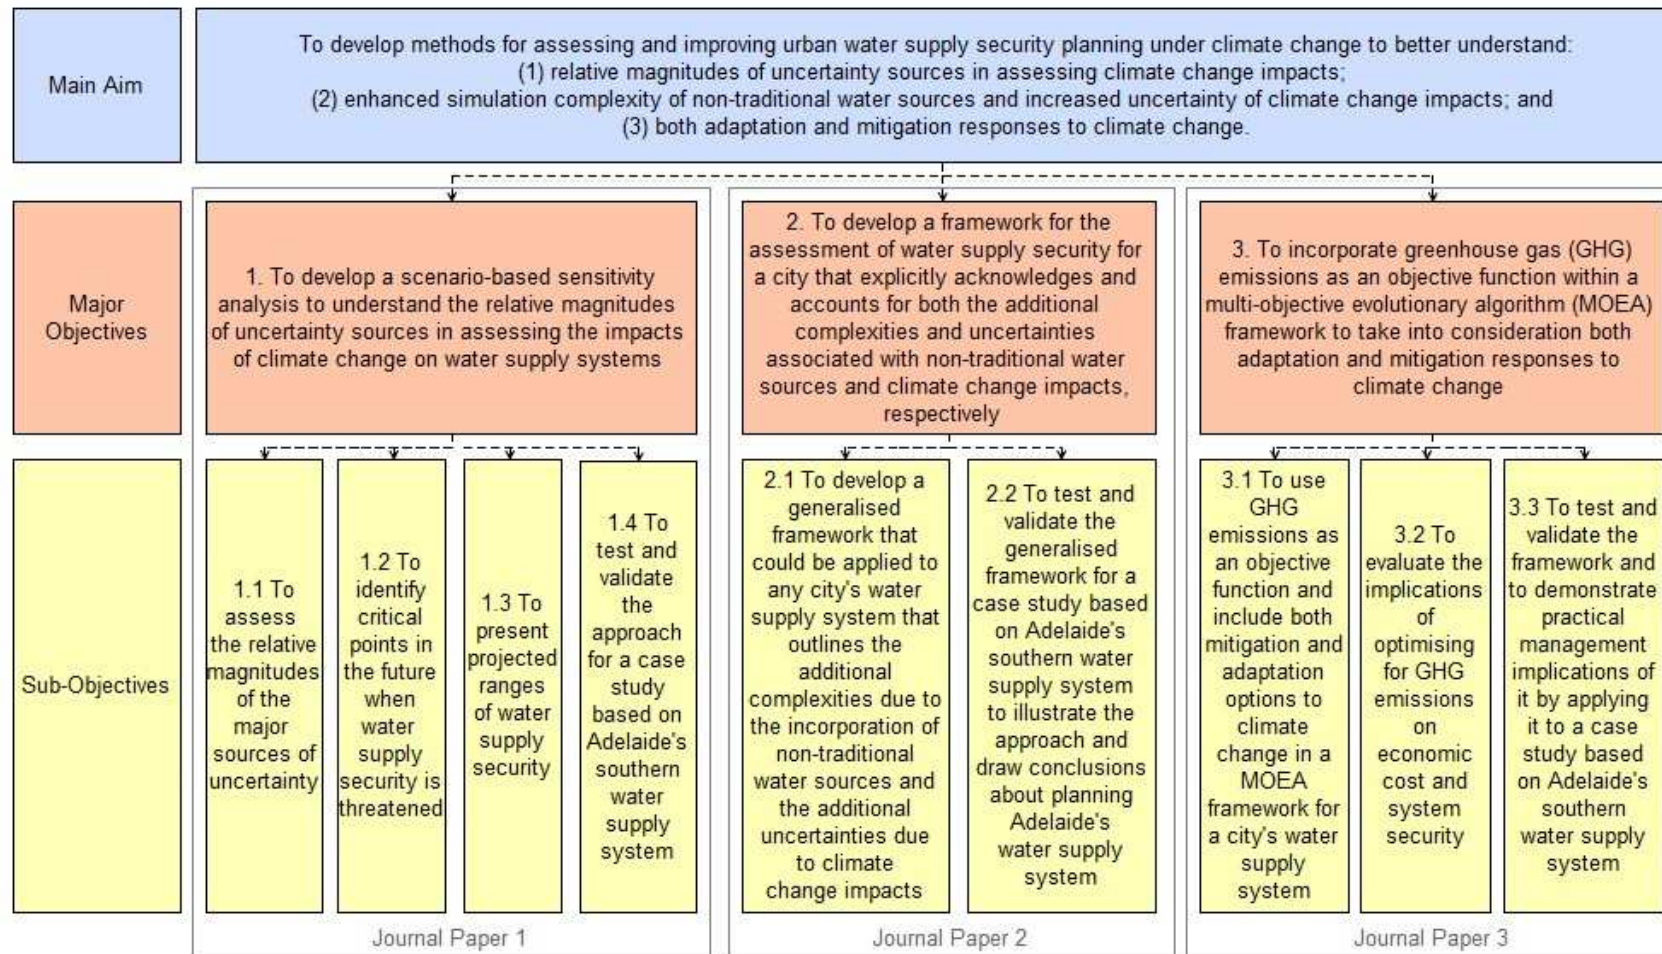 Main Aim
To develop methods for assessing and improving urban water supply security planning under climate change to better understand:
(1) relative magnitudes of uncertainty sources in assessing climate change impacts;
(2) enhanced simulation complexity of non-traditional water sources and increased uncertainty of climate change impacts; and
(3) both adaptation and mitigation responses to climate change.
Major
Objectives
1. To develop a scenario-based sensitivity
analysis to understand the relative magnitudes
of uncertainty sources in assessing the impacts
of climate change on water supply systems
2. To develop a framework for the
assessment of water supply security for
a city that explicitly acknowledges and
accounts for both the additional
complexities and uncertainties
associated with non-traditional water
sources and climate change impacts,
respectively
3. To incorporate greenhouse gas (GHG)
emissions as an objective function within a
multi-objective evolutionary algorithm (MOEA)
framework to take into consideration both
adaptation and mitigation responses to
climate change
Sub-Objectives
1.1 To
assess
the relative
magnitudes
of the
major
sources of
uncertainty
1.2 To
identify
critical
points in
the future
when
water
supply
security is
threatened
1.3 To
present
projected
ranges
of water
supply
security
1.4 To
test and
validate
the
approach
for a case
study
based on
Adelaide's
southern
water
supply
system
2.1 To develop a
generalised
framework that
could be applied to
any city's water
supply system that
outlines the
additional
complexities due to
the incorporation of
non-traditional
water sources and
the additional
uncertainties due
to climate
change impacts
2.2 To test and
validate the
generalised
framework for a
case study based
on Adelaide's
southern water
supply system
to illustrate the
approach and
draw conclusions
about planning
Adelaide's
water supply
system
3.1 To use
GHG
emissions as
an objective
function and
include both
mitigation and
adaptation
options to
climate
change in a
MOEA
framework for
a city's water
supply
system
3.2 To
evaluate the
implications
of
optimising
for GHG
emissions
on
economic
cost and
system
security
3.3 To test and
validate the
framework and
to demonstrate
practical
management
implications of
it by applying
it to a case
study based
on Adelaide's
southern
water supply
system
Journal Paper 1
Journal Paper 2
Journal Paper 3